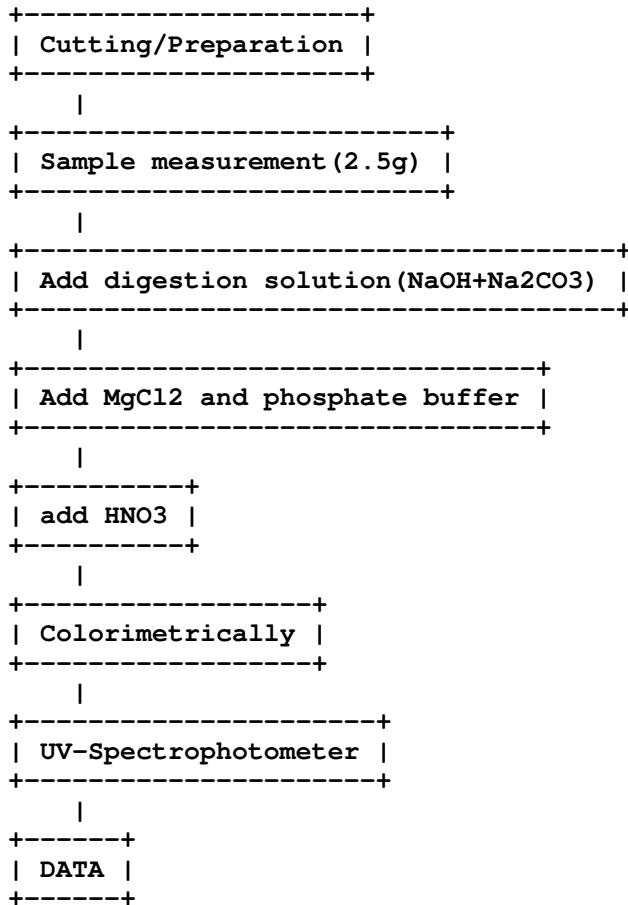 Cutting/Preparation
Sample measurement(2.5g)
Add digestion solution(NaOH+Na2CO3)
Add MgCl2 and phosphate buffer
add HNO3
Colorimetrically
UV-Spectrophotometer
DATA